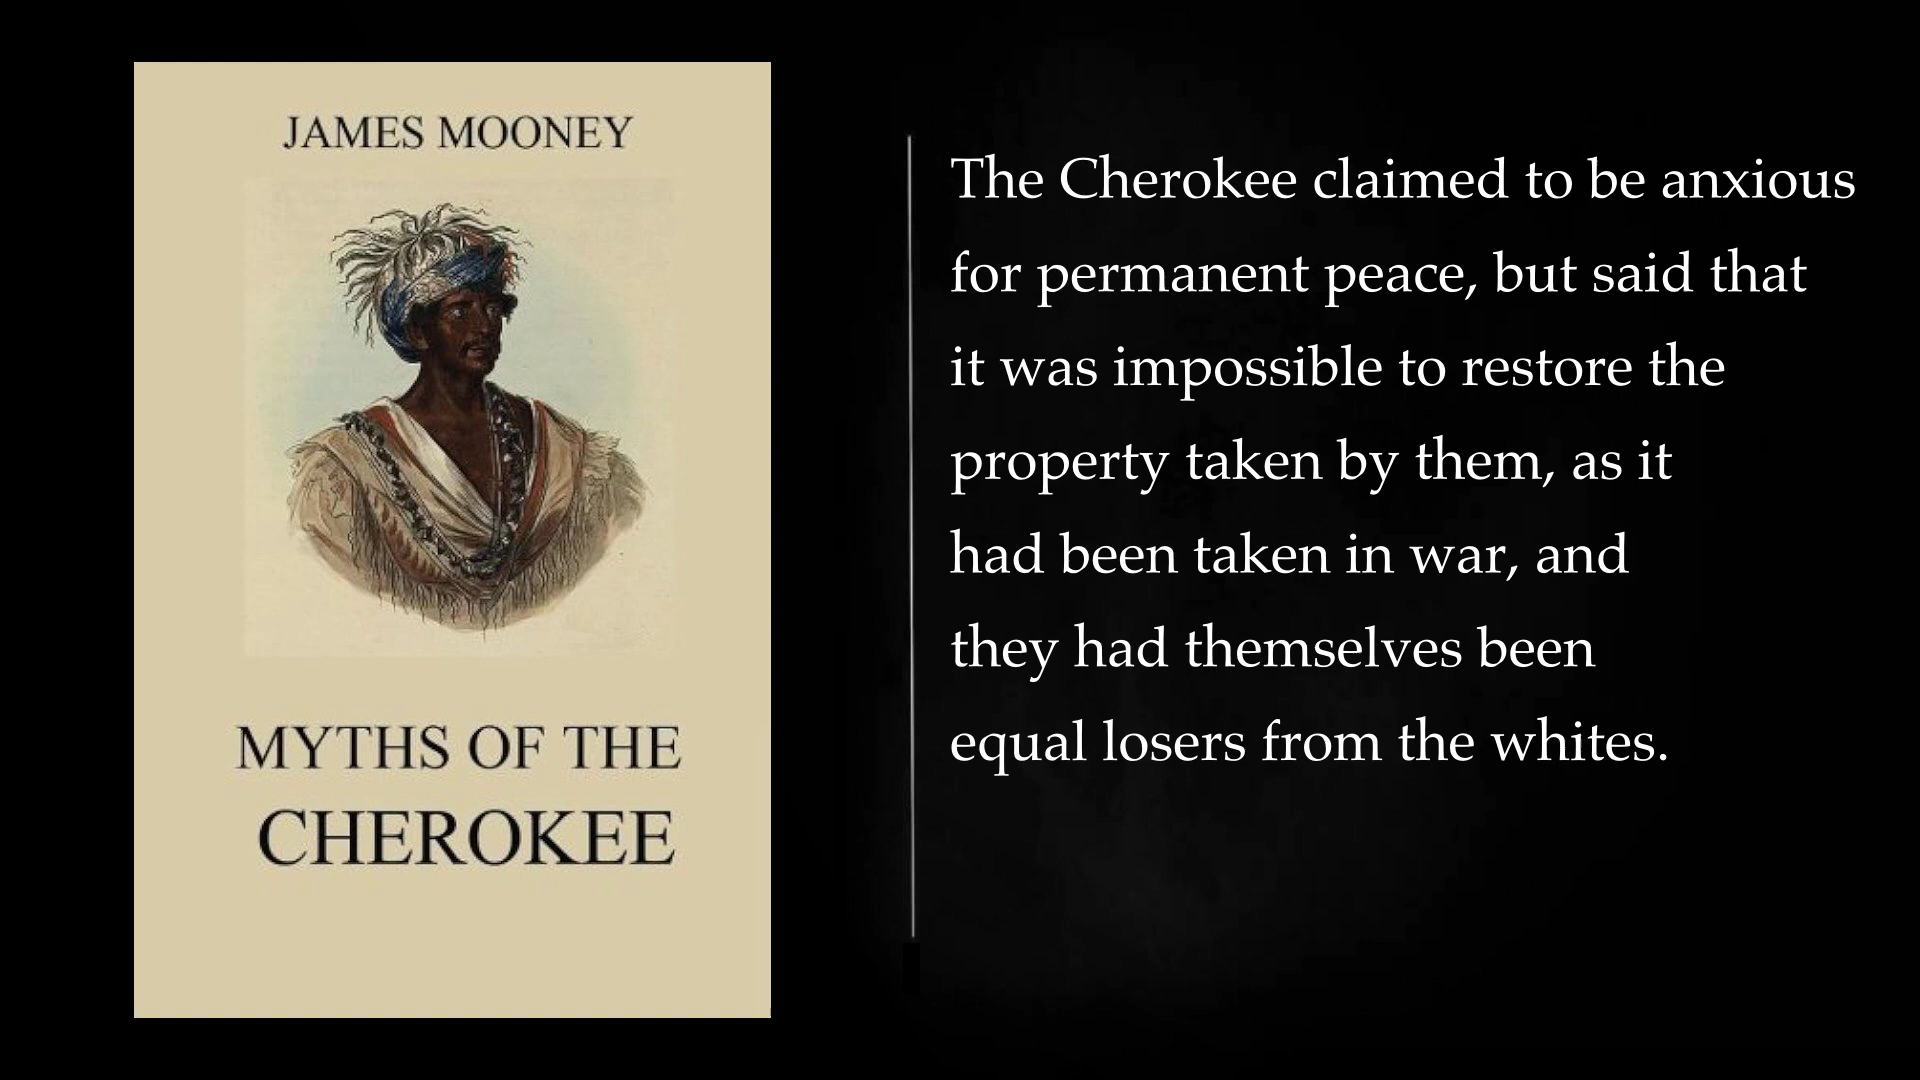 JAMES MOONEY
MYTHS OF THE
CHEROKEE
The Cherokee claimed to be anxious
for permanent peace, but said that
it was impossible to restore the
property taken by them, as it
had been taken in war, and
they had themselves been
equal losers from the whites.